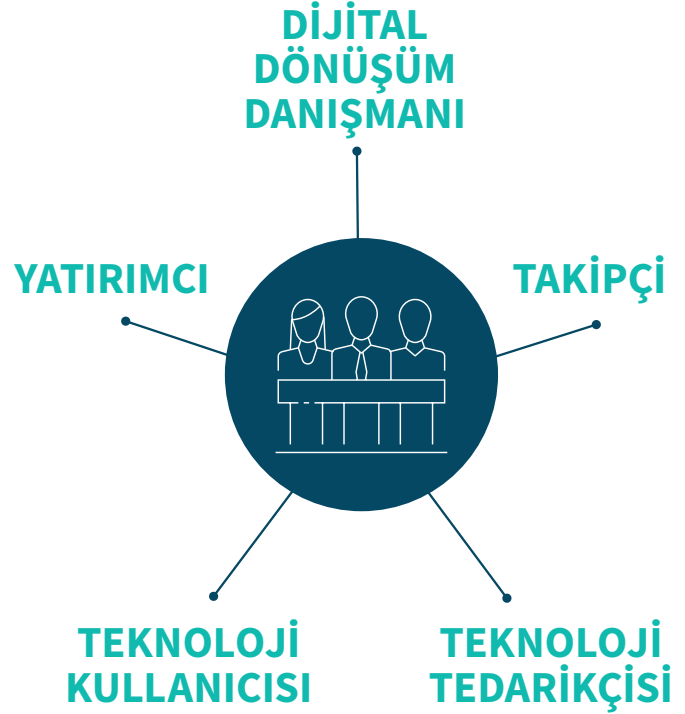 DİJİTAL
DÖNÜŞÜM
DANIŞMANI
YATIRIMCI
TAKİPÇİ
TEKNOLOJİ
KULLANICISI
TEKNOLOJİ
TEDARİKÇİSİ